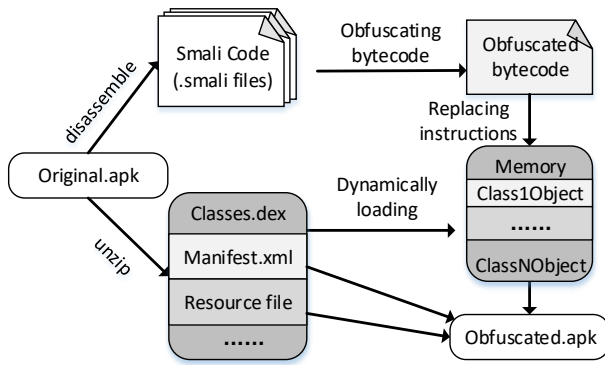 Smali Code
(.smali files)
Obfuscating
bytecode
Obfuscated
bytecode
disassemble
Replacing
instructions
Original.apk
Memory
Class1Object
......
ClassNObject
Dynamically
loading
unzip
Classes.dex
Manifest.xml
Resource file
......
Obfuscated.apk